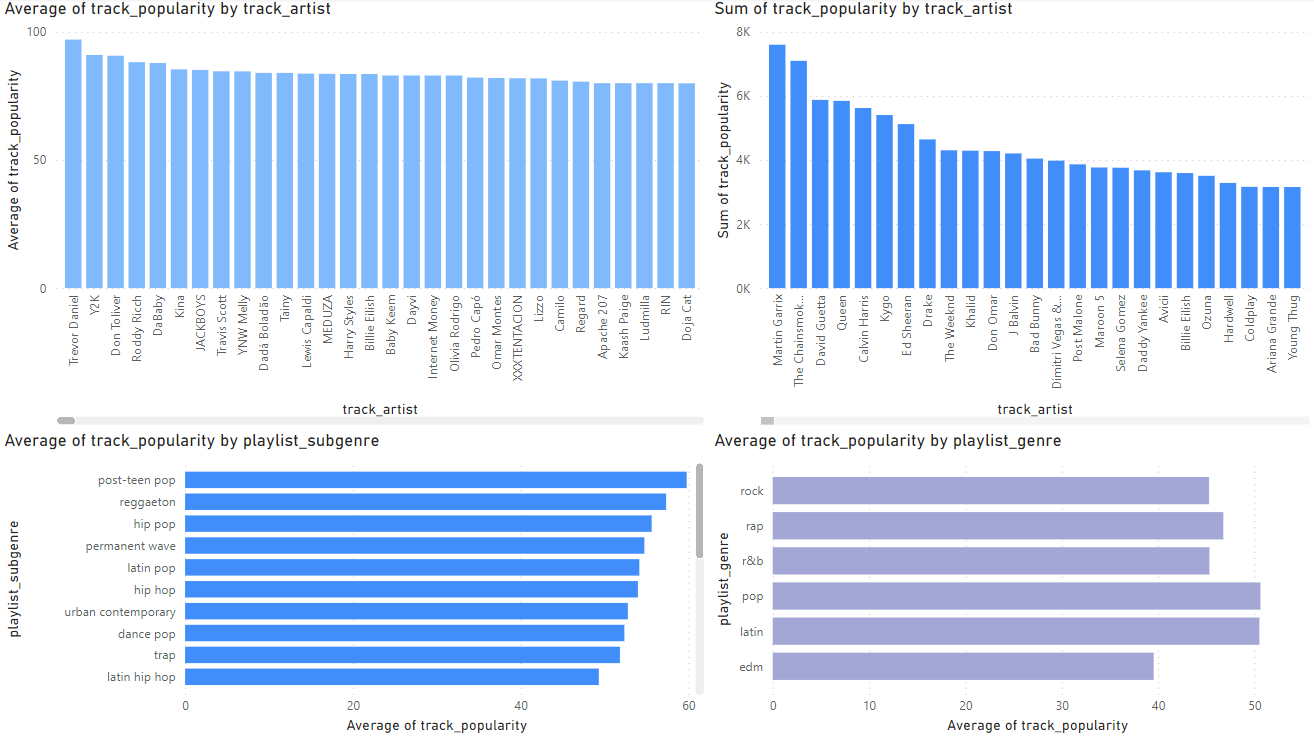 Average of track_popularity by track_artist
Average of track_popularity
100
50
0
Trevor Daniel
Y2K
Don Toliver
Roddy Ricch
DaBaby
Kina
JACKBOYS
Travis Scott
YNW Melly
Dadá Boladão
Tainy
Lewis Capaldi
MEDUZA
Harry Styles
Billie Eilish
Baby Keem
Dayvi
Internet Money
Olivia Rodrigo
Pedro Capó
Omar Montes
XXXTENTACION
Lizzo
Camilo
Regard
Apache 207
Kaash Paige
Ludmilla
RIN
Doja Cat
track_artist
Sum of track_popularity by track_artist
Sum of track_popularity
8K
6K
4K
2K
0K
Martin Garrix
The Chainsmok...
David Guetta
Queen
Calvin Harris
Kygo
Ed Sheeran
Drake
The Weeknd
Khalid
Don Omar
J Balvin
Bad Bunny
Dimitri Vegas &...
Post Malone
Maroon 5
Selena Gomez
Daddy Yankee
Avicii
Billie Eilish
Ozuna
Hardwell
Coldplay
Ariana Grande
Young Thug
track_artist
Average of track_popularity by playlist_subgenre
playlist_subgenre
post-teen pop
reggaeton
hip pop
permanent wave
latin pop
hip hop
urban contemporary
dance pop
trap
latin hip hop
0
20
40
60
Average of track_popularity
Average of track_popularity by playlist_genre
playlist_genre
rock
rap
r&b
pop
latin
edm
0
10
20
30
40
50
Average of track_popularity